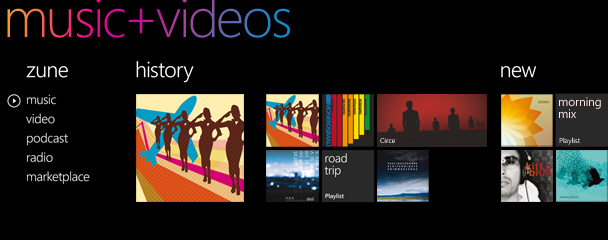 music+videos
zune
music
video
podcast
radio
marketplace
history
Circe
road
trip
Playlist
new
morning
mix
Playlist